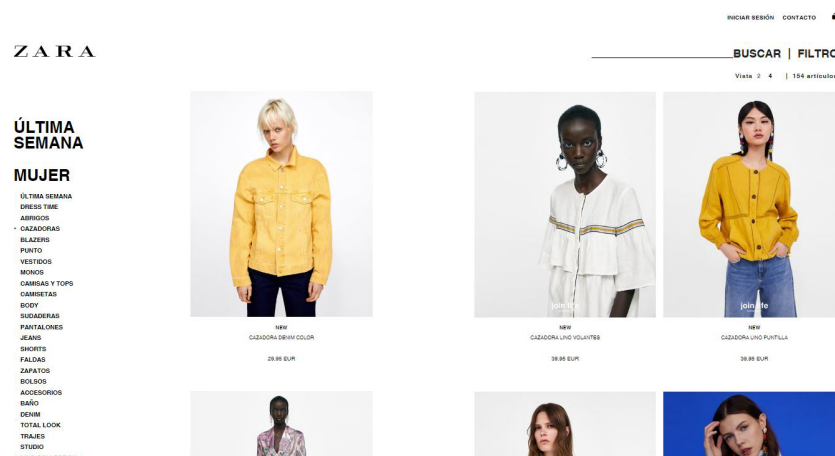 INICIAR SESIÓN CONTACTO
ZARA
BUSCAR | FILTRO
Vista 2 4 | 154 artículos
ÚLTIMA
SEMANA
MUJER
ÚLTIMA SEMANA
DRESS TIME
ABRIGOS
CAZADORAS
BLAZERS
PUNTO
VESTIDOS
MONOS
CAMISAS Y TOPS
CAMISETAS
BODY
SUDADERAS
PANTALONES
JEANS
SHORTS
FALDAS
ZAPATOS
BOLSOS
ACCESORIOS
BAÑO
DENIM
TOTAL LOOK
TRAJES
STUDIO
NEW
CAZADORA DENIM COLOR
29,95 EUR
join life
NEW
CAZADORA LINO VOLANTES
39,95 EUR
join life
NEW
CAZADORA LINO PUNTILLA
39,95 EUR